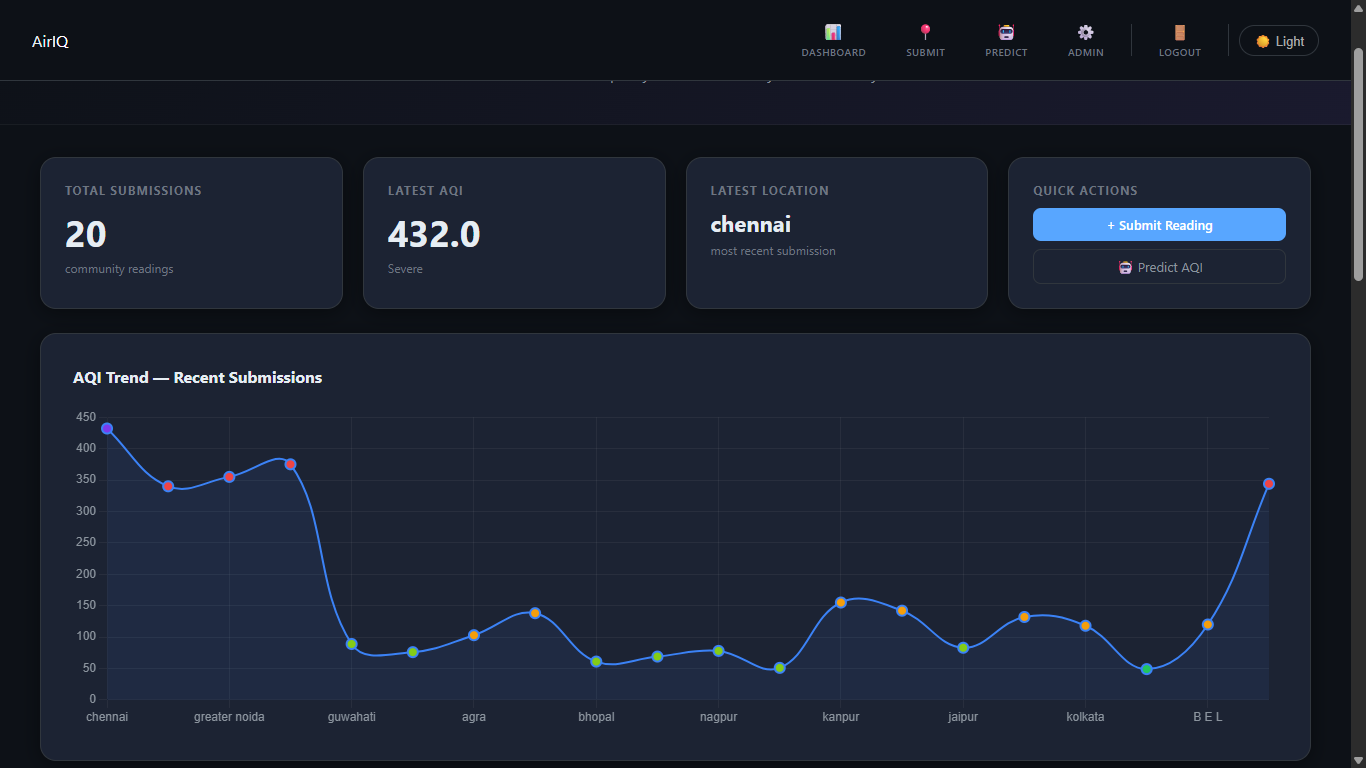 AirIQ
DASHBOARD
SUBMIT
PREDICT
ADMIN
LOGOUT
Light
TOTAL SUBMISSIONS
20
community readings
LATEST AQI
432.0
Severe
LATEST LOCATION
chennai
most recent submission
QUICK ACTIONS
+ Submit Reading
Predict AQI
AQI Trend — Recent Submissions
450
400
350
300
250
200
150
100
50
0
chennai
greater noida
guwahati
agra
bhopal
nagpur
kanpur
jaipur
kolkata
B E L